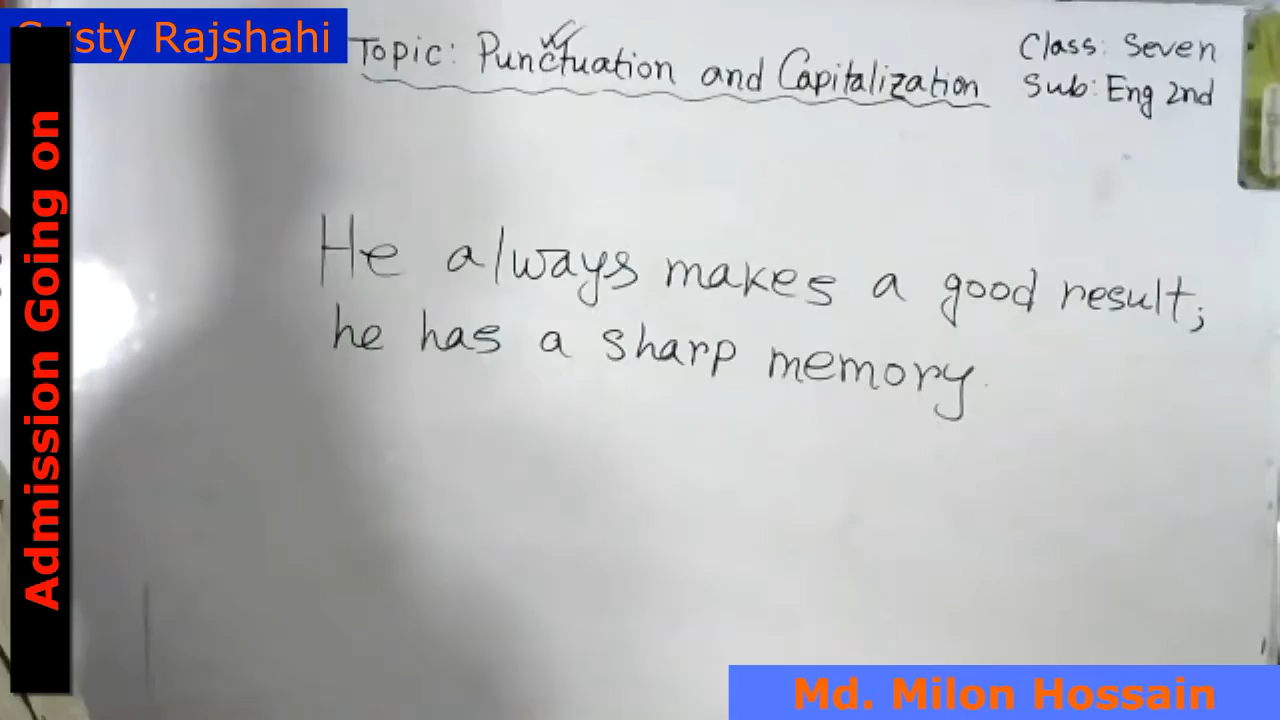 Rajshahi
Topic: Punctuation and Capitalization
Class: Seven
Sub: Eng 2nd
Admission Going on
He always makes a good result;
he has a sharp memory.
Md. Milon Hossain